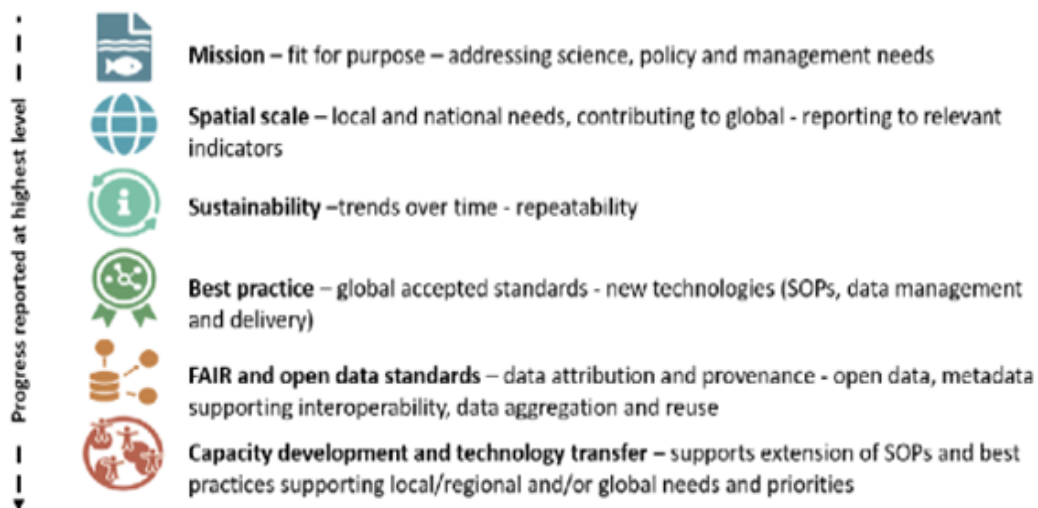 Progress reported at highest level
Mission – fit for purpose – addressing science, policy and management needs
Spatial scale – local and national needs, contributing to global - reporting to relevant
indicators
Sustainability –trends over time - repeatability
Best practice – global accepted standards - new technologies (SOPs, data management
and delivery)
FAIR and open data standards – data attribution and provenance - open data, metadata
supporting interoperability, data aggregation and reuse
Capacity development and technology transfer – supports extension of SOPs and best
practices supporting local/regional and/or global needs and priorities